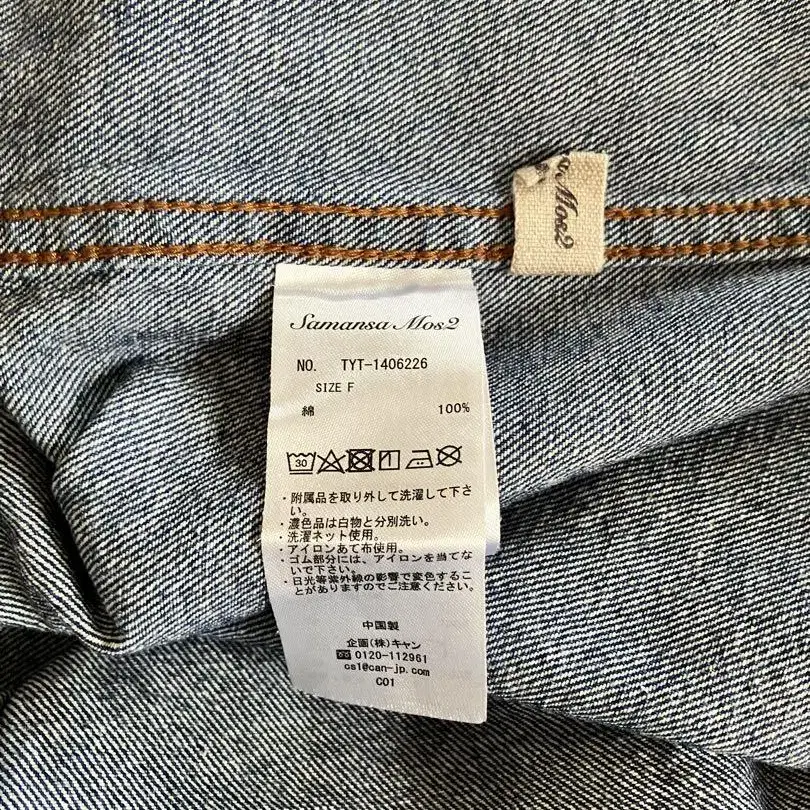 Mos2
Samansa Mos2
NO. TYT-1406226
SIZE F
綿 100%
30
・附属品を取り外して洗濯して下さ
い。
・濃色品は白物と分別洗い。
・洗濯ネット使用。
・アイロンあて布使用。
・ゴム部分には、アイロンを当てな
いで下さい。
・日光等紫外線の影響で変色するこ
とがありますのでご注意ください。
中国製
企画(株)キャン
0120-112961
cs1@can-jp.com
C01